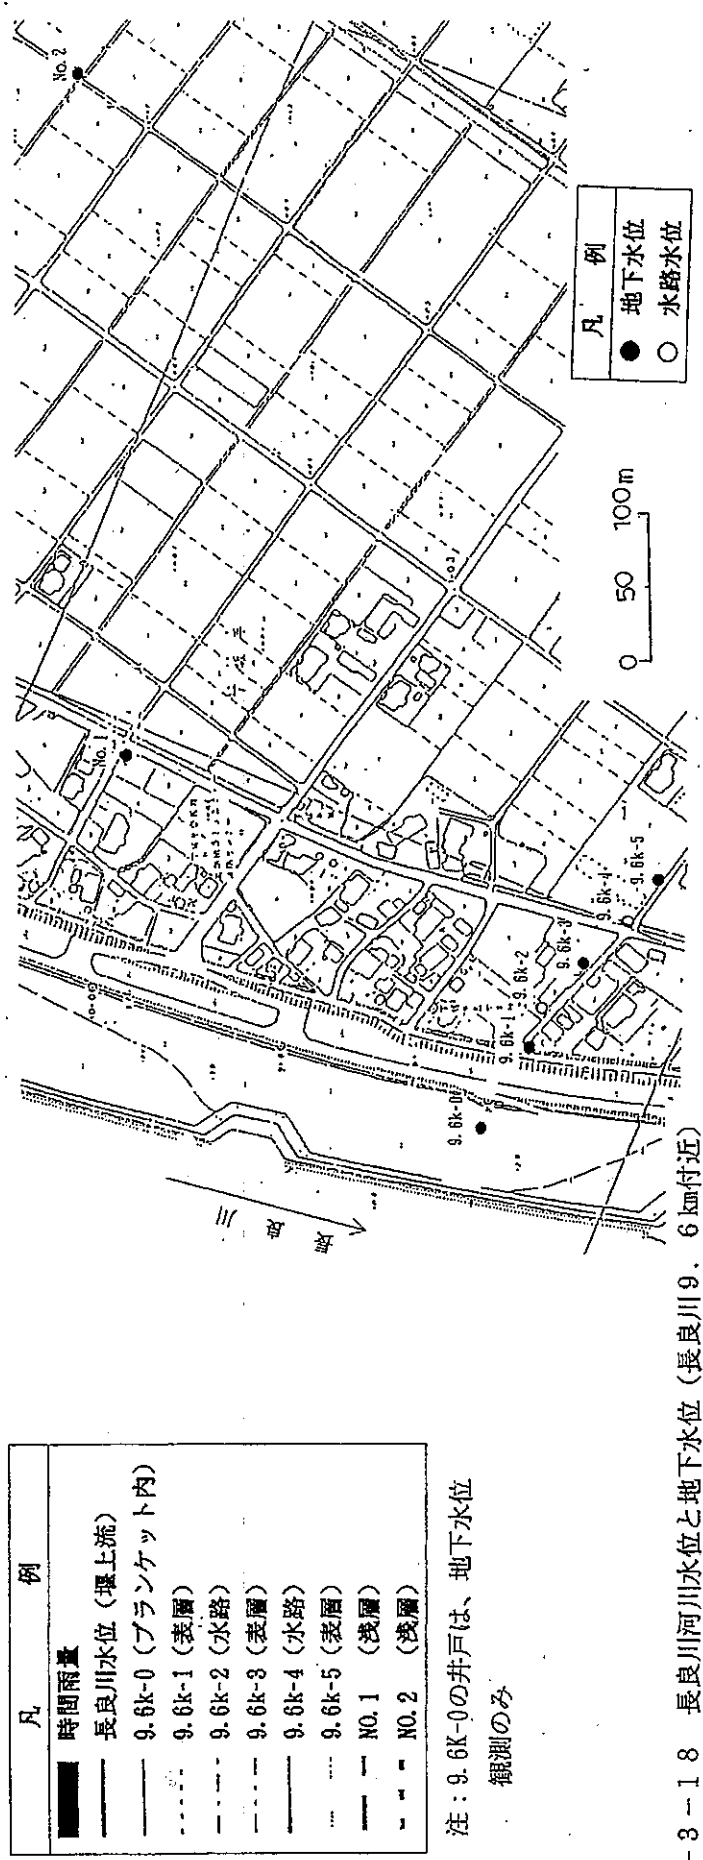 凡　例
時間雨量
長良川水位 (堰上流)
9.6k-0 (ブランケット内)
9.6k-1 (表層)
9.6k-2 (水路)
9.6k-3 (表層)
9.6k-4 (水路)
9.6k-5 (表層)
NO.1 (浅層)
NO.2 (浅層)
注：9.6K-0の井戸は、地下水位
観測のみ
長良川
No.2
No.
9.6k-0
9.6k-1
9.6k-2
9.6k-3
9.6k-4
9.6k-5
0 50 100m
凡　例
● 地下水位
○ 水路水位
-3-18　長良川河川水位と地下水位 (長良川9．6km付近)